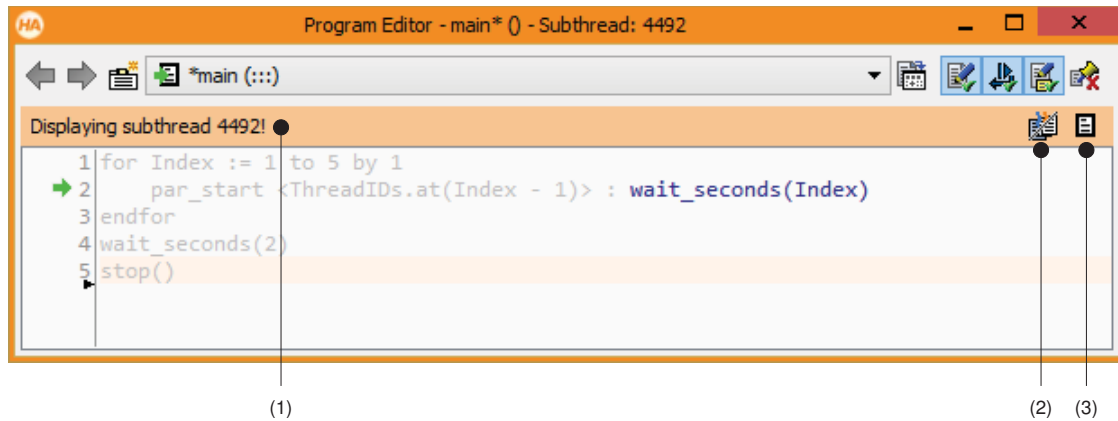 HA
Program Editor - main* () - Subthread: 4492
*main (:::)
Displaying subthread 4492!
1 for Index := 1 to 5 by 1
2 par_start <ThreadIDs.at(Index - 1)> : wait_seconds(Index)
3 endfor
4 wait_seconds(2)
5 stop()
(1) (2) (3)